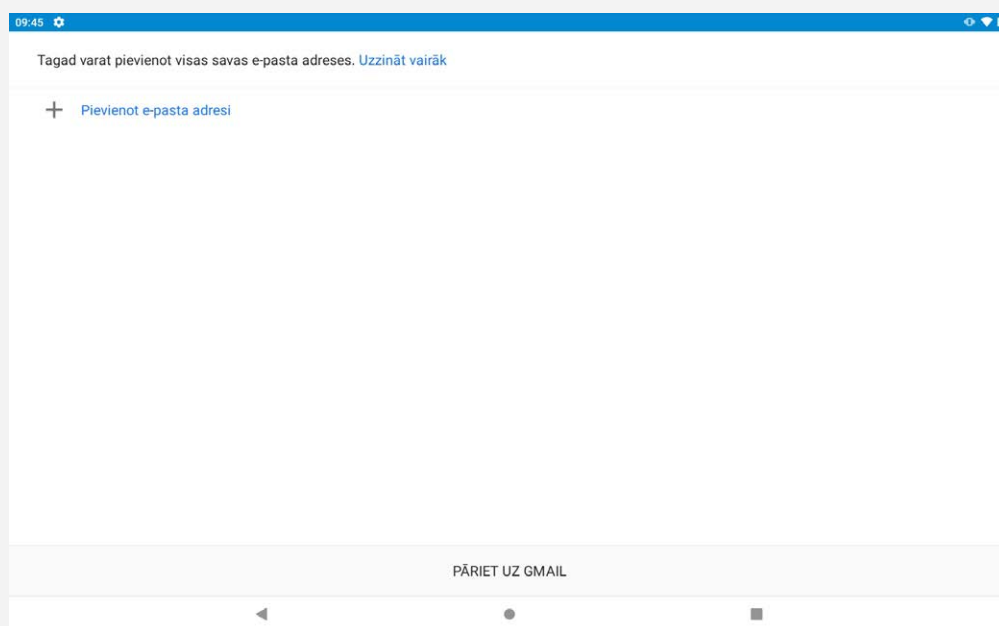 09:45
Tagad varat pievienot visas savas e-pasta adreses. Uzzināt vairāk
Pievienot e-pasta adresi
PĀRIET UZ GMAIL